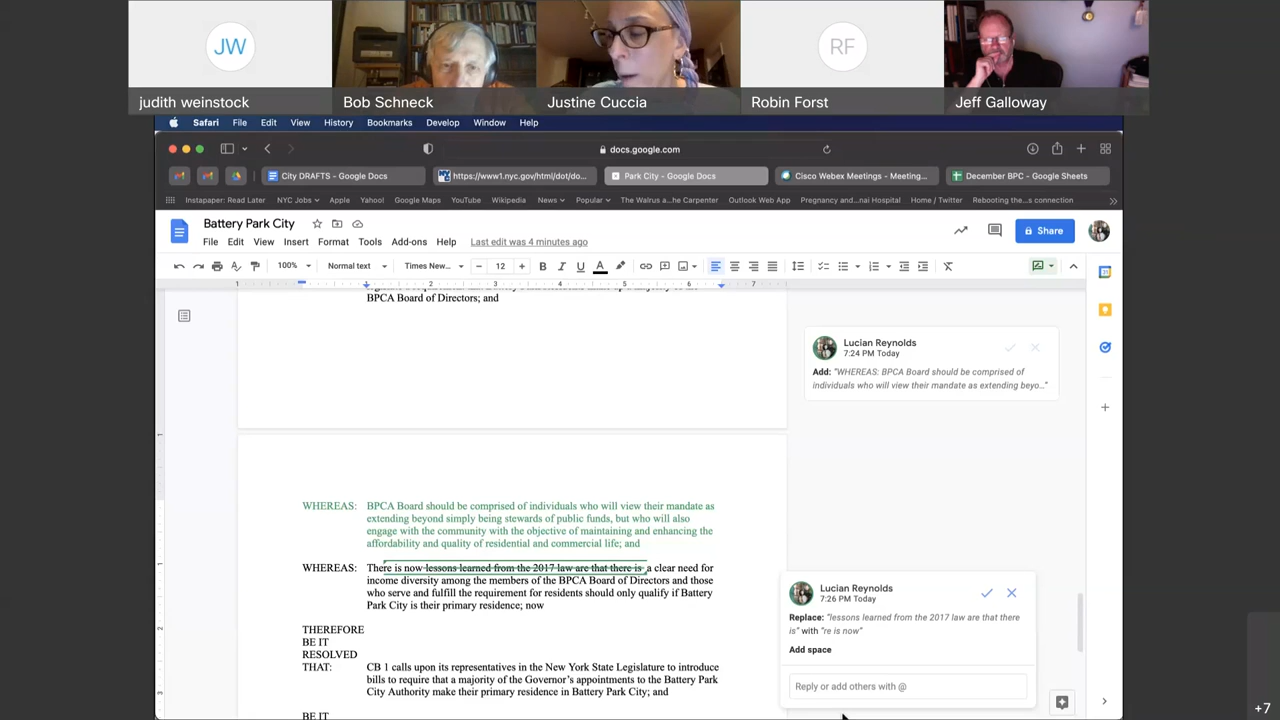 JW
RF
judith weinstock
Bob Schneck
Justine Cuccia
Robin Forst
Jeff Galloway
Safari File Edit View History Bookmarks Develop Window Help
docs.google.com
City DRAFTS - Google Docs
https://www1.nyc.gov/html/dot/do...
Park City - Google Docs
Cisco Webex Meetings - Meeting...
December BPC - Google Sheets
Instapaper: Read Later NYC Jobs Apple Yahoo! Google Maps YouTube Wikipedia News Popular The Walrus a...he Carpenter Outlook Web App Pregnancy and...nai Hospital Home / Twitter Rebooting the...s connection
Battery Park City
Share
File Edit View Insert Format Tools Add-ons Help Last edit was 4 minutes ago
100% Normal text Times New... 12 B I U A
1 1 2 3 4 5 6 7
BPCA Board of Directors; and
Lucian Reynolds
7:24 PM Today
Add: "WHEREAS: BPCA Board should be comprised of
individuals who will view their mandate as extending beyo..."
WHEREAS: BPCA Board should be comprised of individuals who will view their mandate as
extending beyond simply being stewards of public funds, but who will also
engage with the community with the objective of maintaining and enhancing the
affordability and quality of residential and commercial life; and
WHEREAS: There is now lessons learned from the 2017 law are that there is a clear need for
income diversity among the members of the BPCA Board of Directors and those
who serve and fulfill the requirement for residents should only qualify if Battery
Park City is their primary residence; now
THEREFORE
BE IT
RESOLVED
THAT: CB 1 calls upon its representatives in the New York State Legislature to introduce
bills to require that a majority of the Governor's appointments to the Battery Park
City Authority make their primary residence in Battery Park City; and
BE IT
Lucian Reynolds
7:26 PM Today
Replace: "lessons learned from the 2017 law are that there
is" with "re is now"
Add space
Reply or add others with @
+7